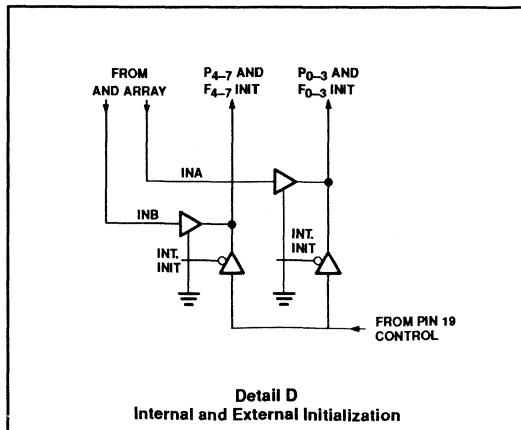 FROM
AND ARRAY
P4–7 AND
F4–7 INIT
P0–3 AND
F0–3 INIT
INA
INB
INT.
INIT
INT.
INIT
FROM PIN 19
CONTROL
Detail D
Internal and External Initialization